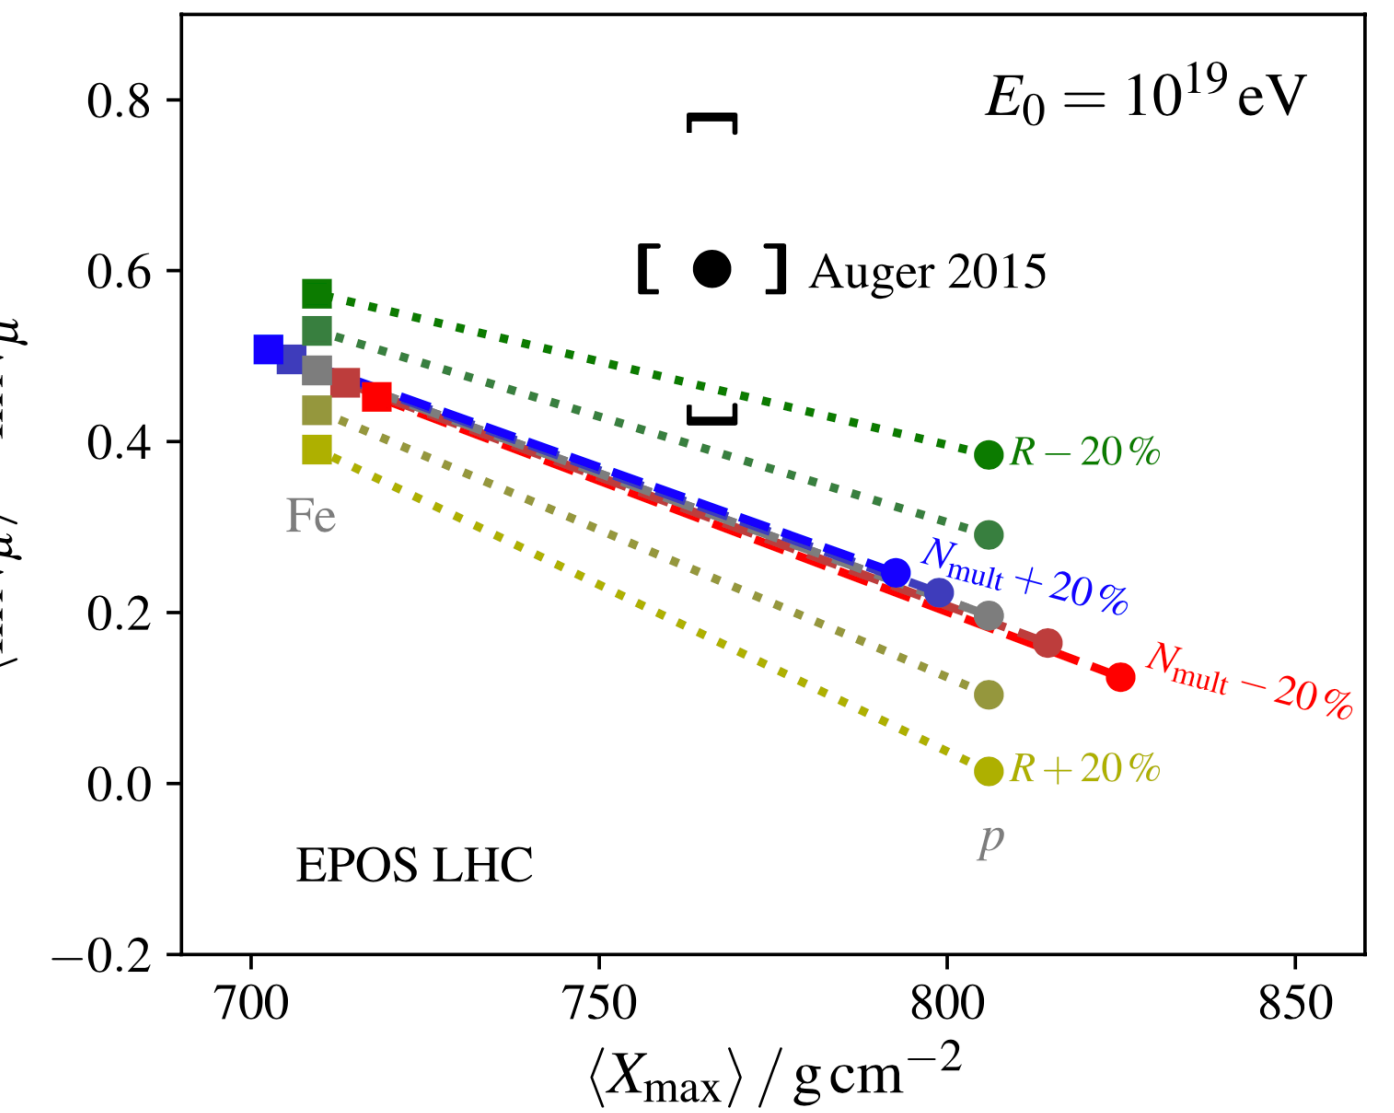 E₀ = 10¹⁹ eV
0.8
0.6
Auger 2015
0.4
R − 20 %
Fe
N_mult + 20 %
0.2
N_mult − 20 %
0.0
R + 20 %
p
EPOS LHC
−0.2
700 750 800 850
⟨X_max⟩ / g cm⁻²